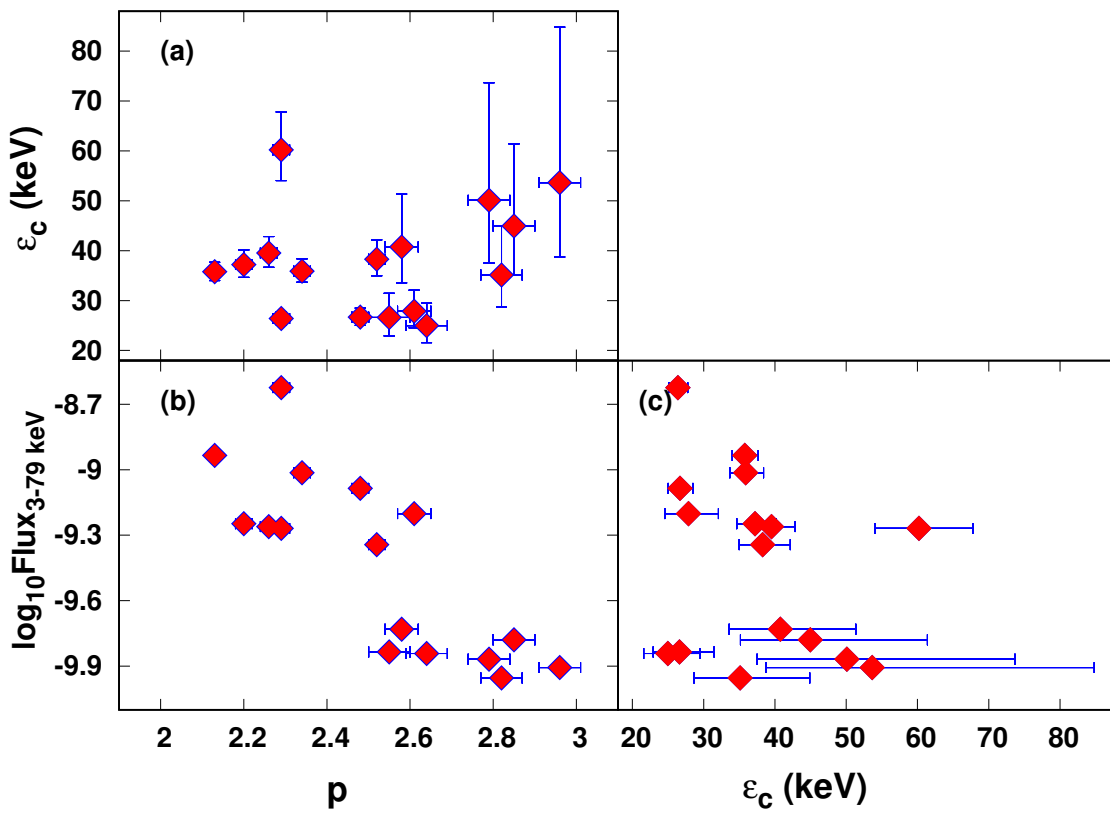 (a)
80
70
60
50
40
30
20
ε_c (keV)
(b)
(c)
-8.7
-9
-9.3
-9.6
-9.9
log₁₀Flux₃₋₇₉ ₖₑᵥ
2 2.2 2.4 2.6 2.8 3
20 30 40 50 60 70 80
p
ε_c (keV)